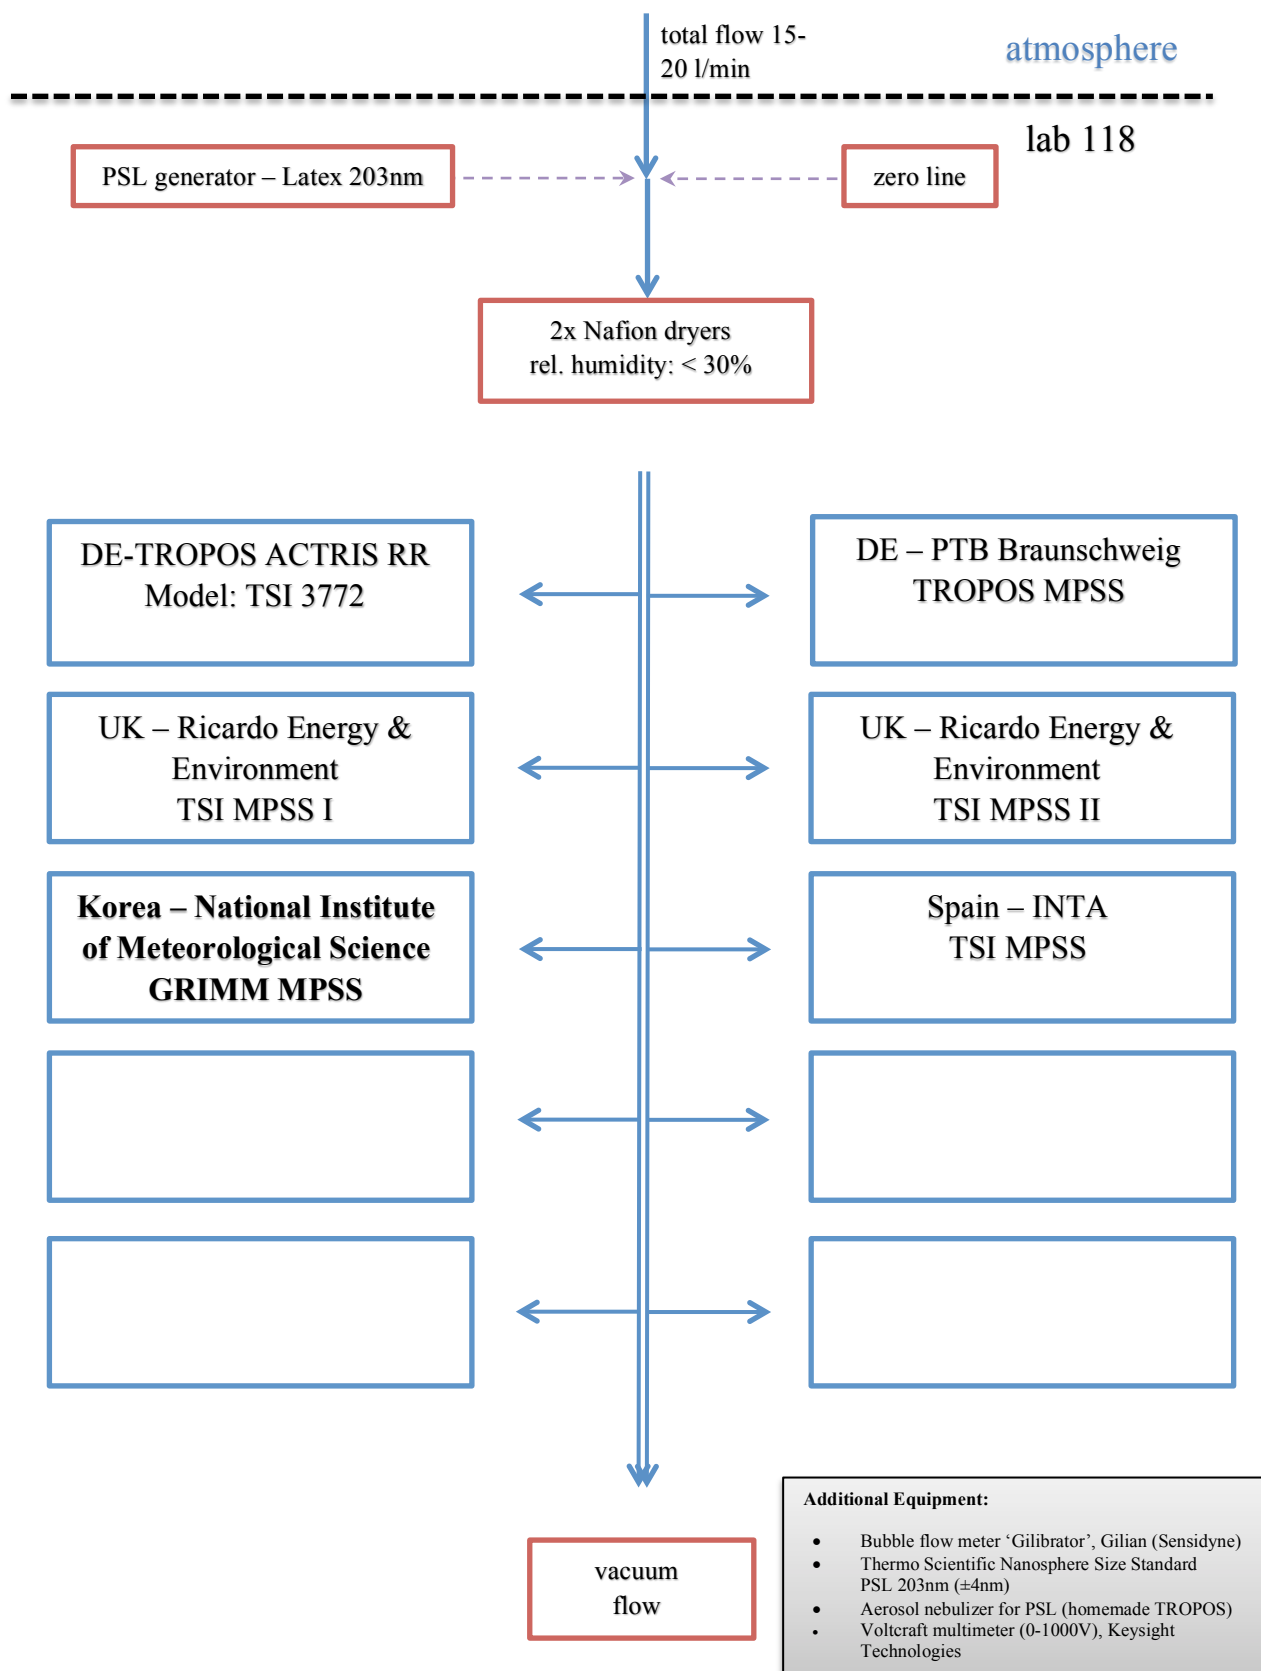 total flow 15-
20 l/min
atmosphere
lab 118
PSL generator – Latex 203nm
zero line
2x Nafion dryers
rel. humidity: < 30%
DE-TROPOS ACTRIS RR
Model: TSI 3772
DE – PTB Braunschweig
TROPOS MPSS
UK – Ricardo Energy &
Environment
TSI MPSS I
UK – Ricardo Energy &
Environment
TSI MPSS II
Korea – National Institute
of Meteorological Science
GRIMM MPSS
Spain – INTA
TSI MPSS
vacuum
flow
Additional Equipment:
• Bubble flow meter ‘Gilibrator’, Gilian (Sensidyne)
• Thermo Scientific Nanosphere Size Standard
PSL 203nm (±4nm)
• Aerosol nebulizer for PSL (homemade TROPOS)
• Voltcraft multimeter (0-1000V), Keysight
Technologies